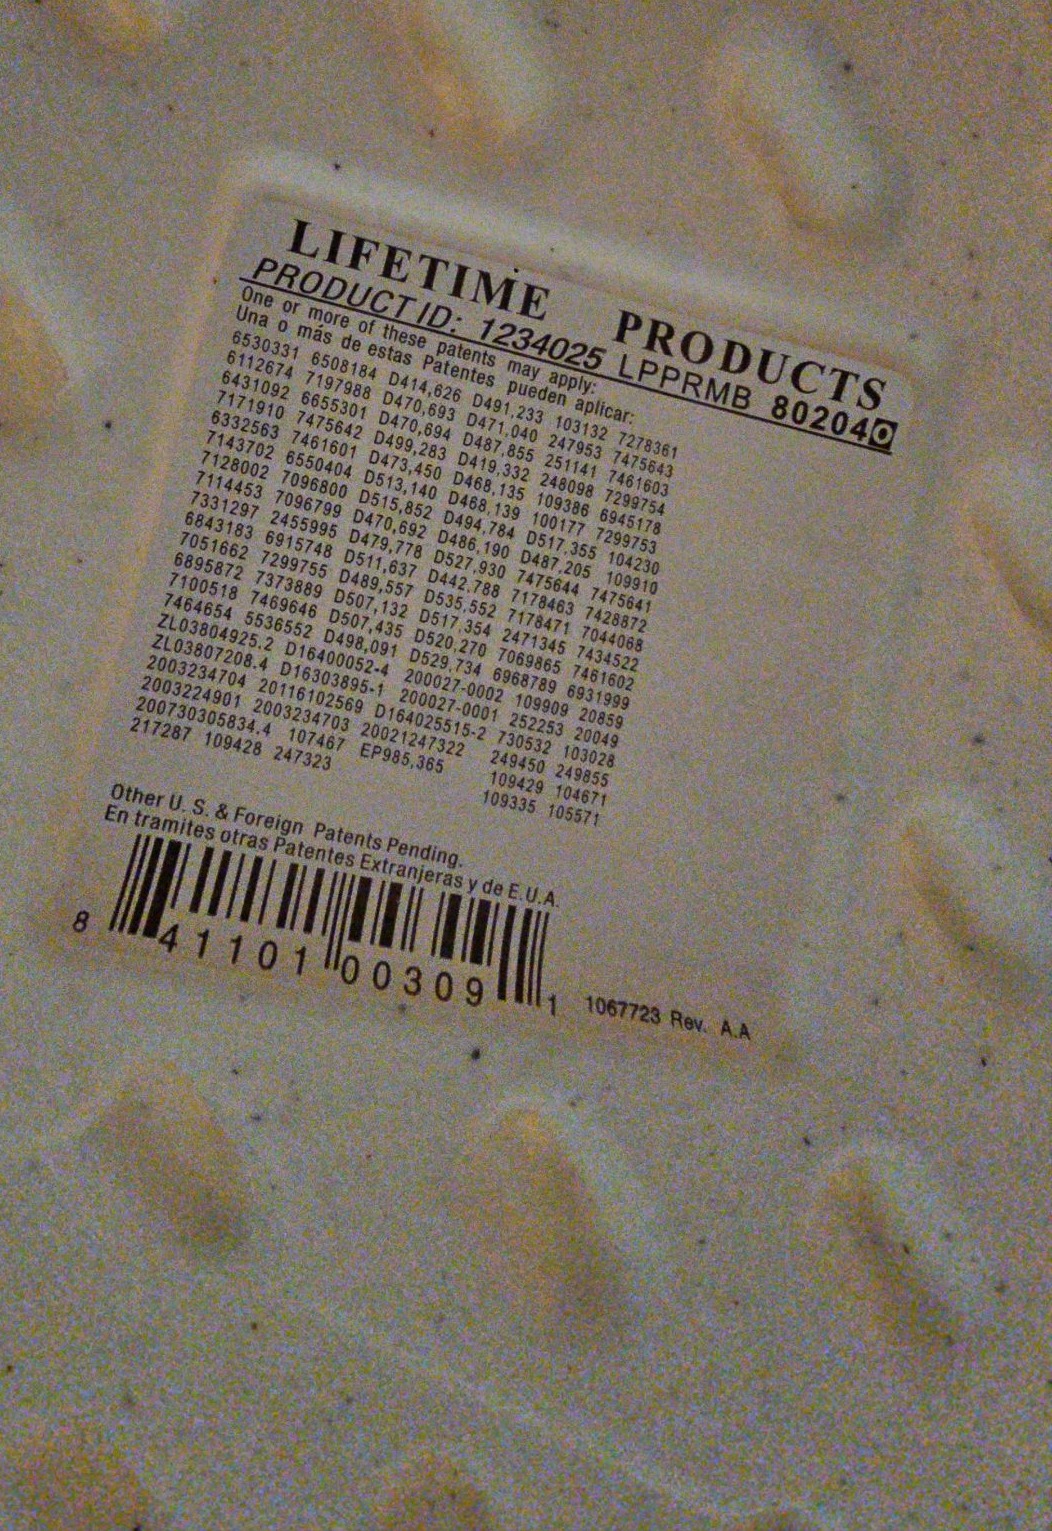 LIFETIME PRODUCTS
PRODUCT ID: 1234025 LPPRMB 802040
One or more of these patents may apply:
Una o más de estas Patentes pueden aplicar:
6530331 6508184 D414,626 D491,233 103132 7278361
6112674 7197988 D470,693 D471,040 247953 7475643
6431092 6655301 D470,694 D487,855 251141 7461603
7171910 7475642 D499,283 D419,332 248098 7299754
6332563 7461601 D473,450 D468,135 109386 6945178
7143702 6550404 D513,140 D468,139 100177 7299753
7128002 7096800 D515,852 D494,784 D517,355 104230
7114453 7096799 D470,692 D486,190 D487,205 109910
7331297 2455995 D479,778 D527,930 7475644 7475641
6843183 6915748 D511,637 D442,788 7178463 7428872
7051662 7299755 D489,557 D535,552 7178471 7044068
6895872 7373889 D507,132 D517,354 2471345 7434522
7100518 7469646 D507,435 D520,270 7069865 7461602
7464654 5536552 D498,091 D529,734 6968789 6931999
ZL03804925.2 D16400052-4 200027-0002 109909 20859
ZL03807208.4 D16303895-1 200027-0001 252253 20049
2003234704 20116102569 D164025515-2 730532 103028
2003224901 2003234703 20021247322 249450 249855
200730305834.4 107467 EP985,365 109429 104671
217287 109428 247323 109335 105571
Other U. S. & Foreign Patents Pending.
En tramites otras Patentes Extranjeras y de E.U.A.
8 41101 00309 1
1067723 Rev. A.A